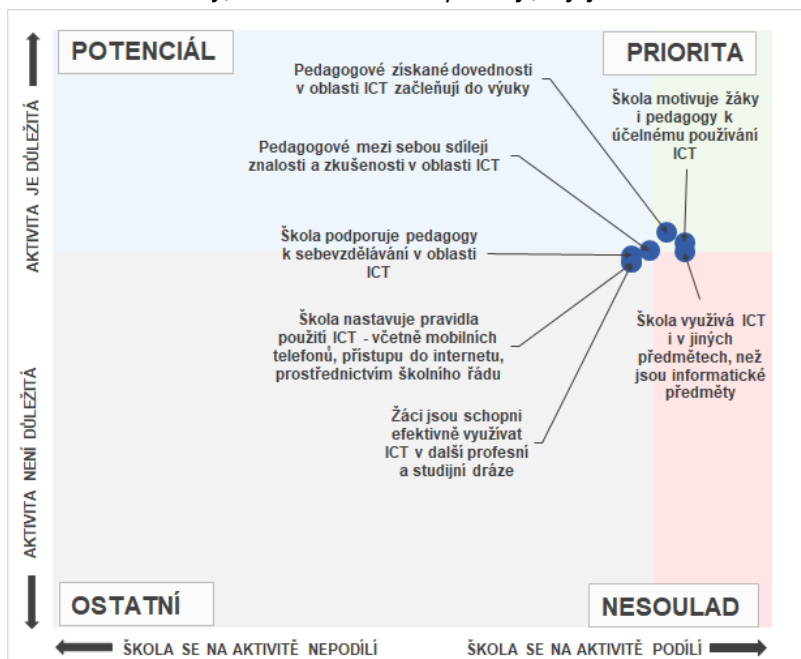 POTENCIÁL
PRIORITA
Pedagogové získané dovednosti
v oblasti ICT začleňují do výuky
Škola motivuje žáky
i pedagogy k
účelnému používání
ICT
Pedagogové mezi sebou sdílejí
znalosti a zkušenosti v oblasti ICT
Škola podporuje pedagogy
k sebevzdělávání v oblasti
ICT
Škola nastavuje pravidla
použití ICT - včetně mobilních
telefonů, přístupu do internetu,
prostřednictvím školního řádu
Škola využívá ICT
i v jiných
předmětech, než
jsou informatické
předměty
Žáci jsou schopni
efektivně využívat
ICT v další profesní
a studijní dráze
AKTIVITA JE DŮLEŽITÁ
AKTIVITA NENÍ DŮLEŽITÁ
OSTATNÍ
NESOULAD
ŠKOLA SE NA AKTIVITĚ NEPODÍLÍ
ŠKOLA SE NA AKTIVITĚ PODÍLÍ